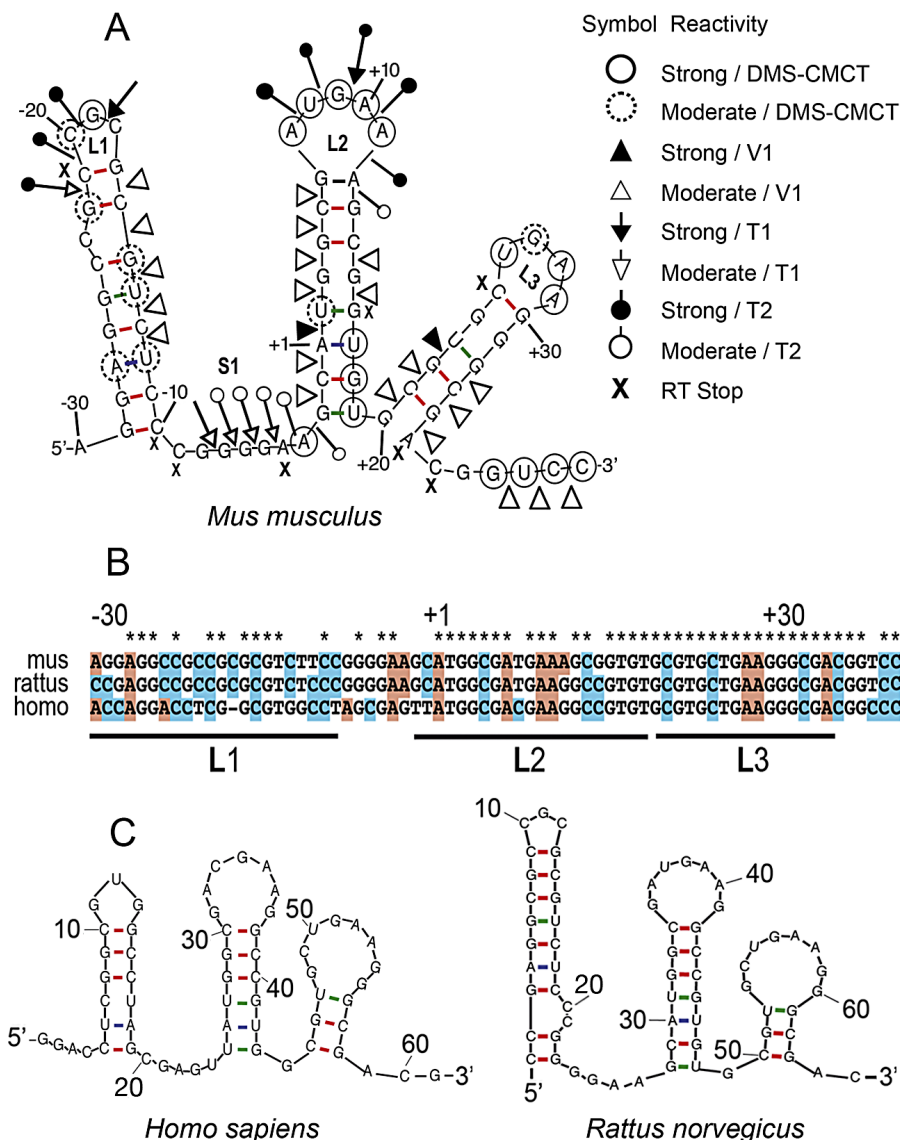 A
Symbol Reactivity
Strong / DMS-CMCT
Moderate / DMS-CMCT
Strong / V1
Moderate / V1
Strong / T1
Moderate / T1
Strong / T2
Moderate / T2
X RT Stop
-20
L1
+10
L2
L3
+1
+30
S1
-30
-10
+20
5'-A
-3'
Mus musculus
B
-30 +1 +30
mus AGGAGGCCGCCGCGCGTCTTCCGGGGAAGCATGGCGATGAAAGCGGTGTGCGTGCTGAAGGGCGACGGTCC
rattus CCGAGGCCGCCGCGCGTCTCCCGGGGAAGCATGGCGATGAAGGCCGTGTGCGTGCTGAAGGGCGACGGTCC
homo ACCAGGACCTCG-GCGTGGCCTAGCGAGTTATGGCGACGAAGGCCGTGTGCGTGCTGAAGGGCGACGGCCC
L1 L2 L3
C
10
30
50
40
20
60
5'
3'
Homo sapiens
10
40
20
30
60
50
5'
3'
Rattus norvegicus